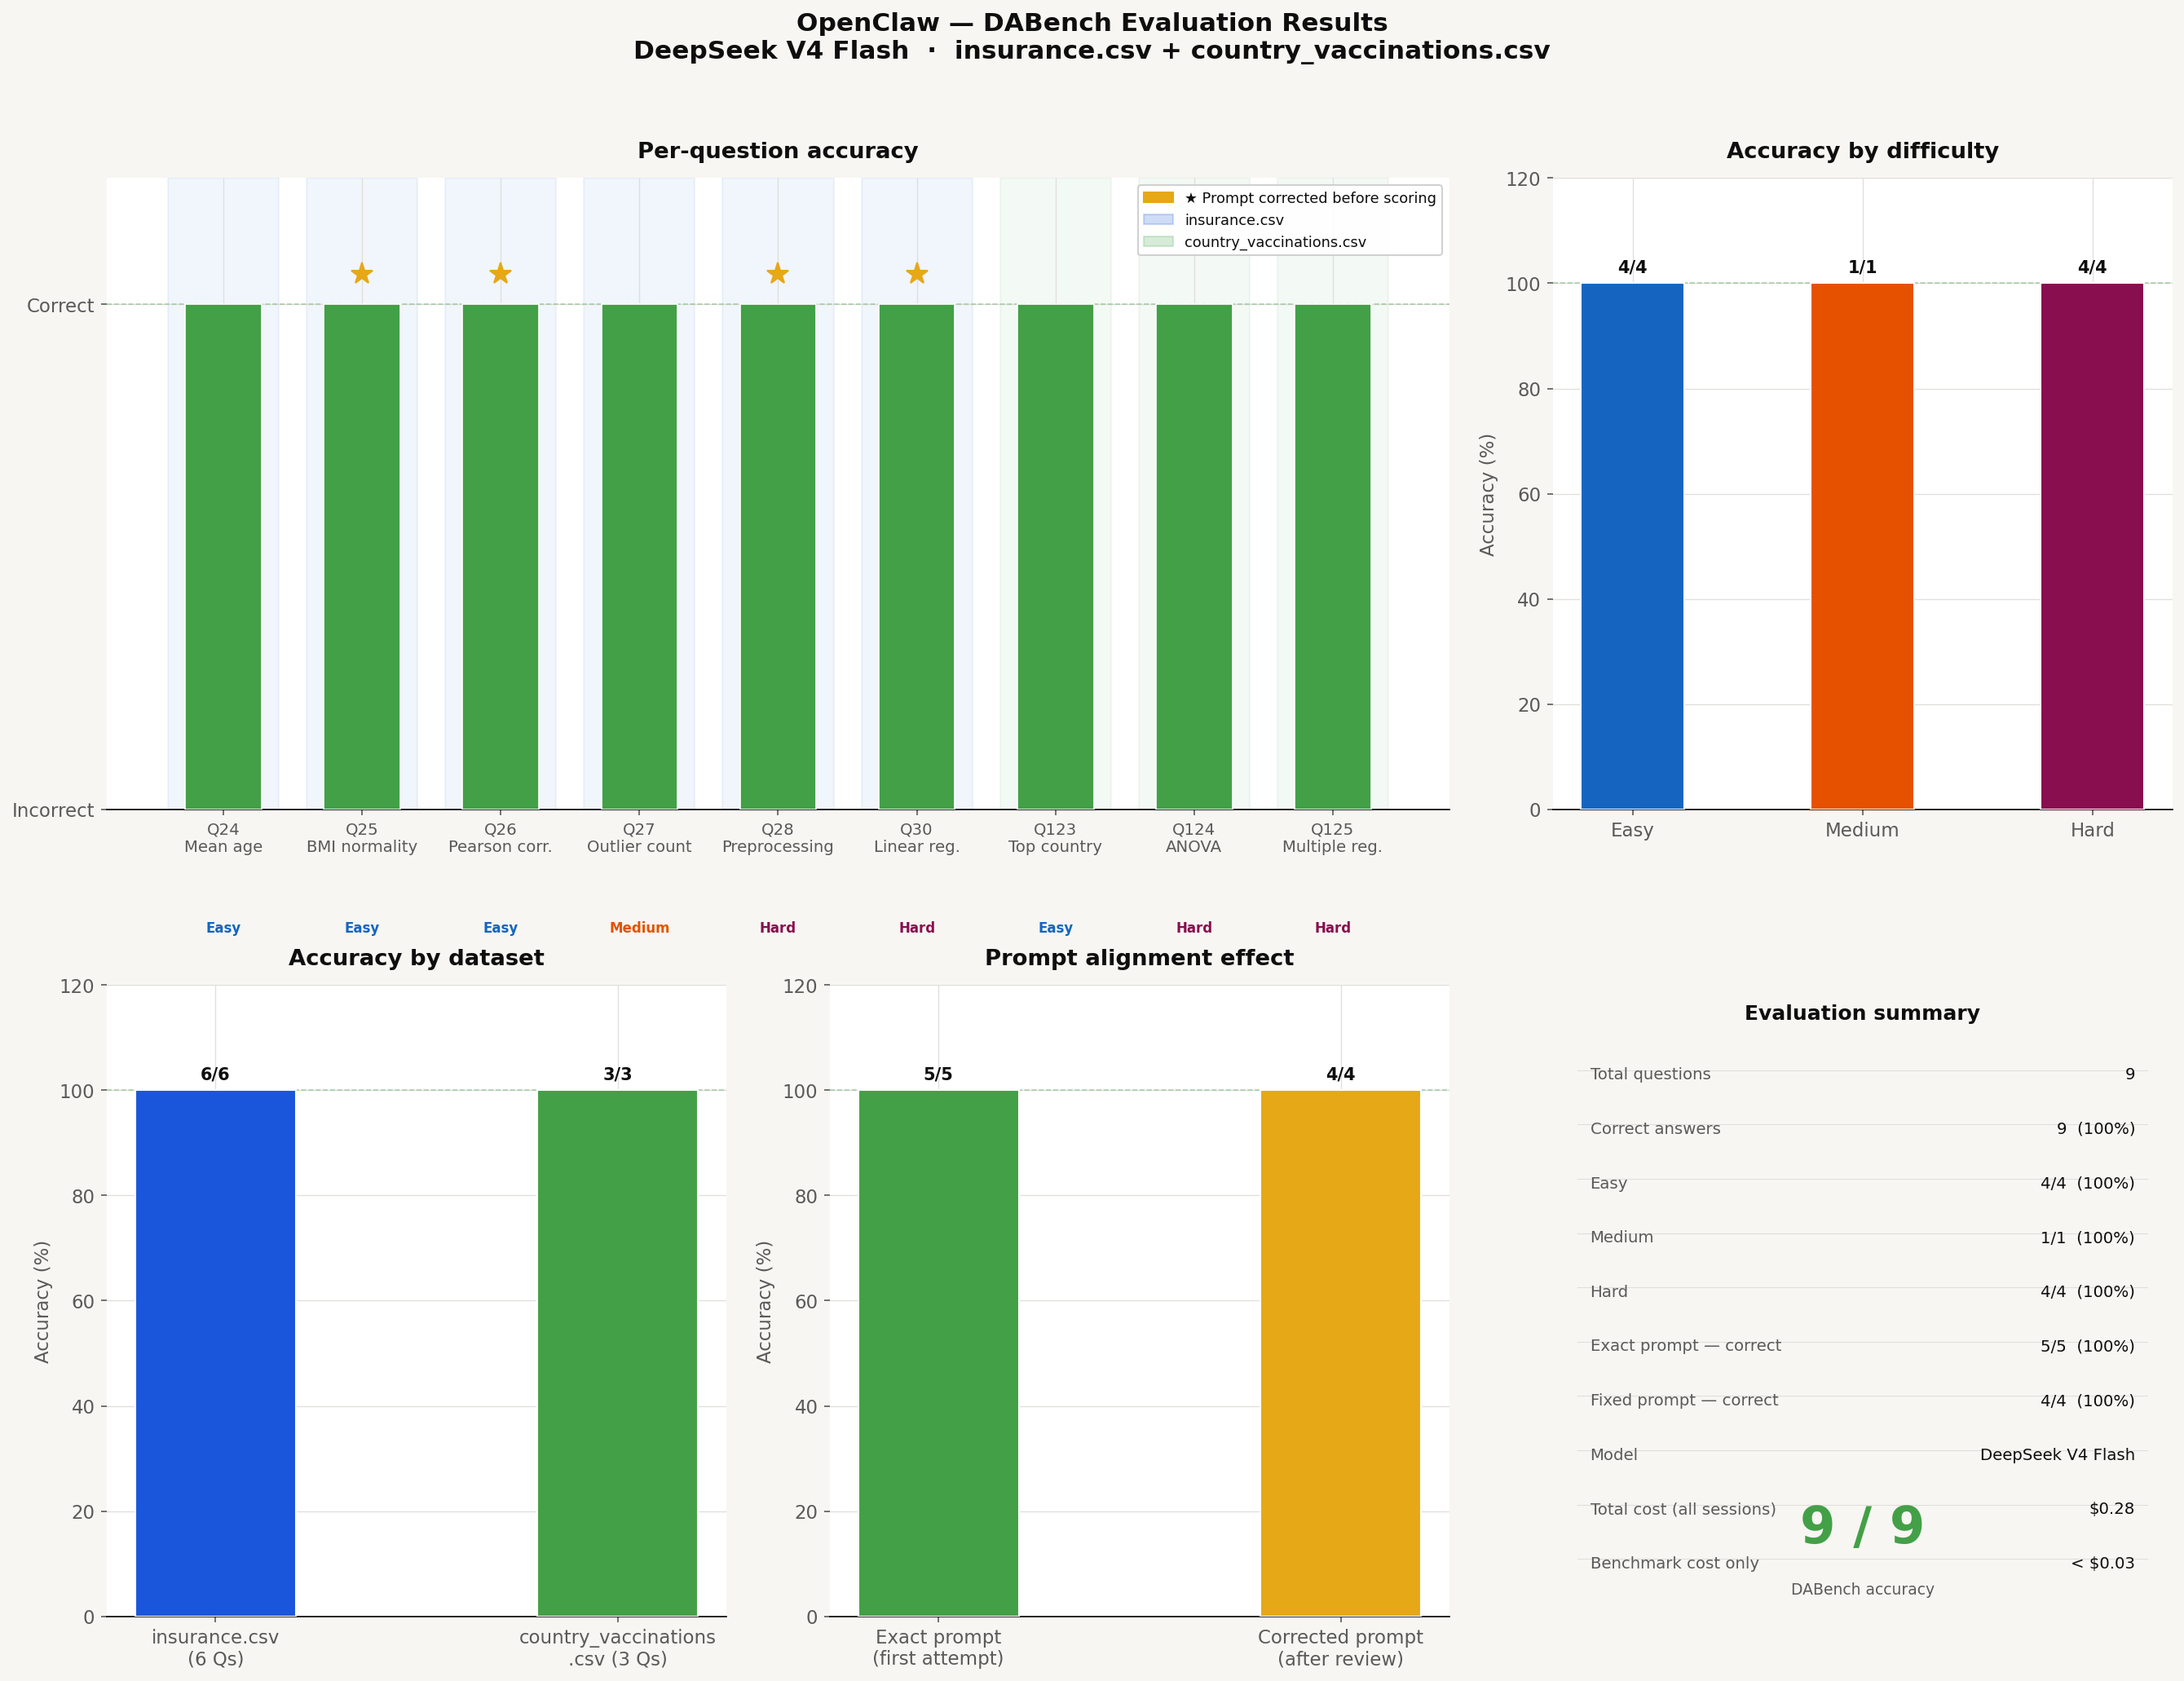 OpenClaw — DABench Evaluation Results
DeepSeek V4 Flash · insurance.csv + country_vaccinations.csv
Per-question accuracy
★ Prompt corrected before scoring
insurance.csv
country_vaccinations.csv
Correct
Incorrect
Q24
Mean age
Q25
BMI normality
Q26
Pearson corr.
Q27
Outlier count
Q28
Preprocessing
Q30
Linear reg.
Q123
Top country
Q124
ANOVA
Q125
Multiple reg.
Easy
Easy
Easy
Medium
Hard
Hard
Easy
Hard
Hard
Accuracy by difficulty
Accuracy (%)
120
100
80
60
40
20
0
4/4
1/1
4/4
Easy
Medium
Hard
Accuracy by dataset
Accuracy (%)
120
100
80
60
40
20
0
6/6
3/3
insurance.csv
(6 Qs)
country_vaccinations
.csv (3 Qs)
Prompt alignment effect
Accuracy (%)
120
100
80
60
40
20
0
5/5
4/4
Exact prompt
(first attempt)
Corrected prompt
(after review)
Evaluation summary
Total questions 9
Correct answers 9 (100%)
Easy 4/4 (100%)
Medium 1/1 (100%)
Hard 4/4 (100%)
Exact prompt — correct 5/5 (100%)
Fixed prompt — correct 4/4 (100%)
Model DeepSeek V4 Flash
Total cost (all sessions) $0.28
9 / 9
Benchmark cost only < $0.03
DABench accuracy